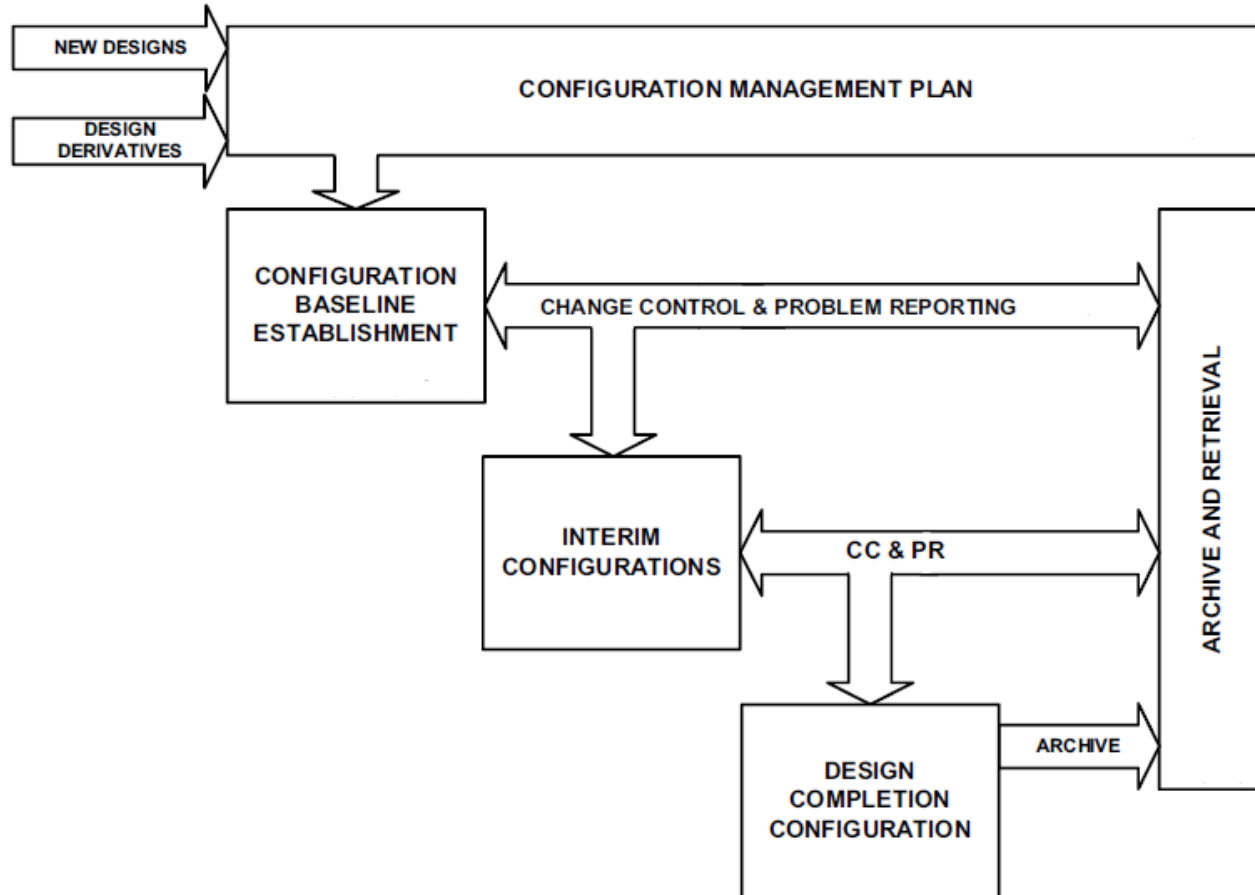 NEW DESIGNS
CONFIGURATION MANAGEMENT PLAN
DESIGN
DERIVATIVES
CONFIGURATION
BASELINE
ESTABLISHMENT
CHANGE CONTROL & PROBLEM REPORTING
ARCHIVE AND RETRIEVAL
INTERIM
CONFIGURATIONS
CC & PR
ARCHIVE
DESIGN
COMPLETION
CONFIGURATION